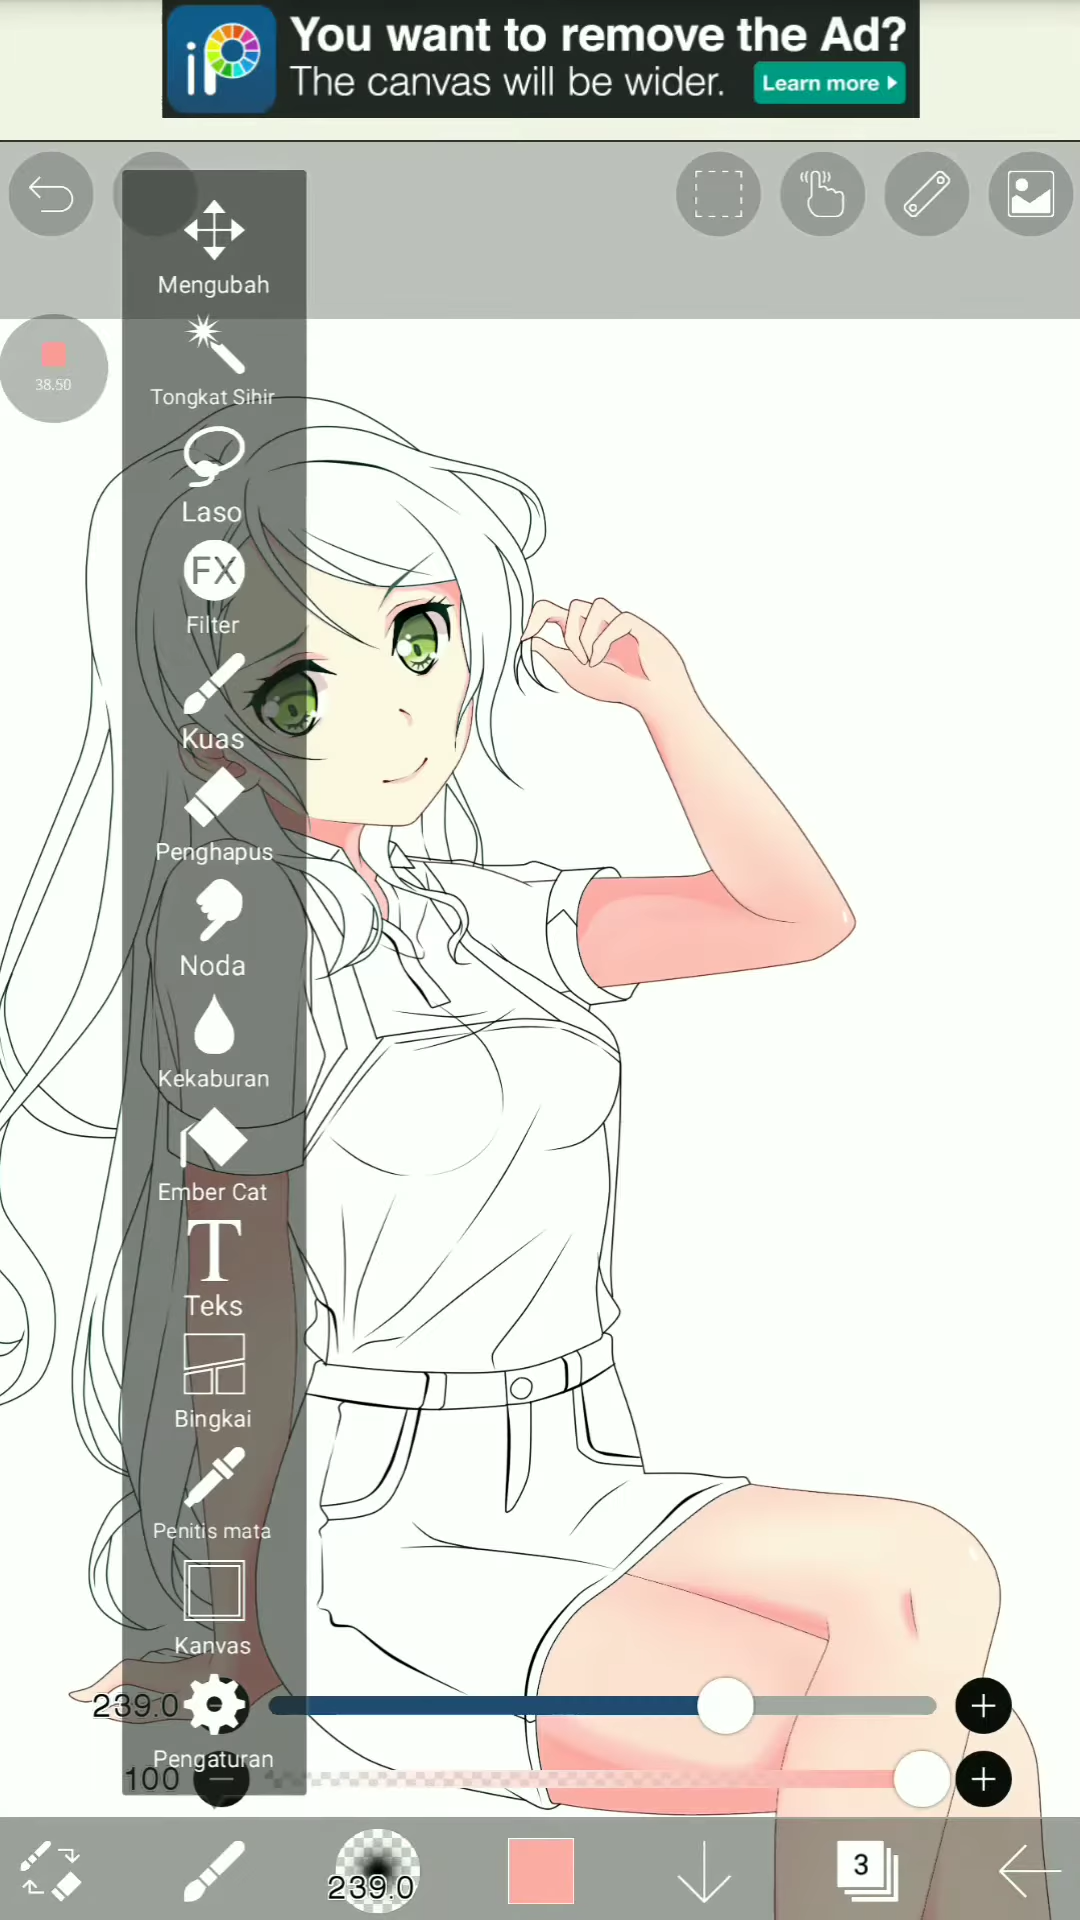 iP
You want to remove the Ad?
The canvas will be wider.
Learn more
Mengubah
38.50
Tongkat Sihir
Laso
FX
Filter
Kuas
Penghapus
Noda
Kekaburan
Ember Cat
T
Teks
Bingkai
Penitis mata
Kanvas
239.0
Pengaturan
100
239.0
3